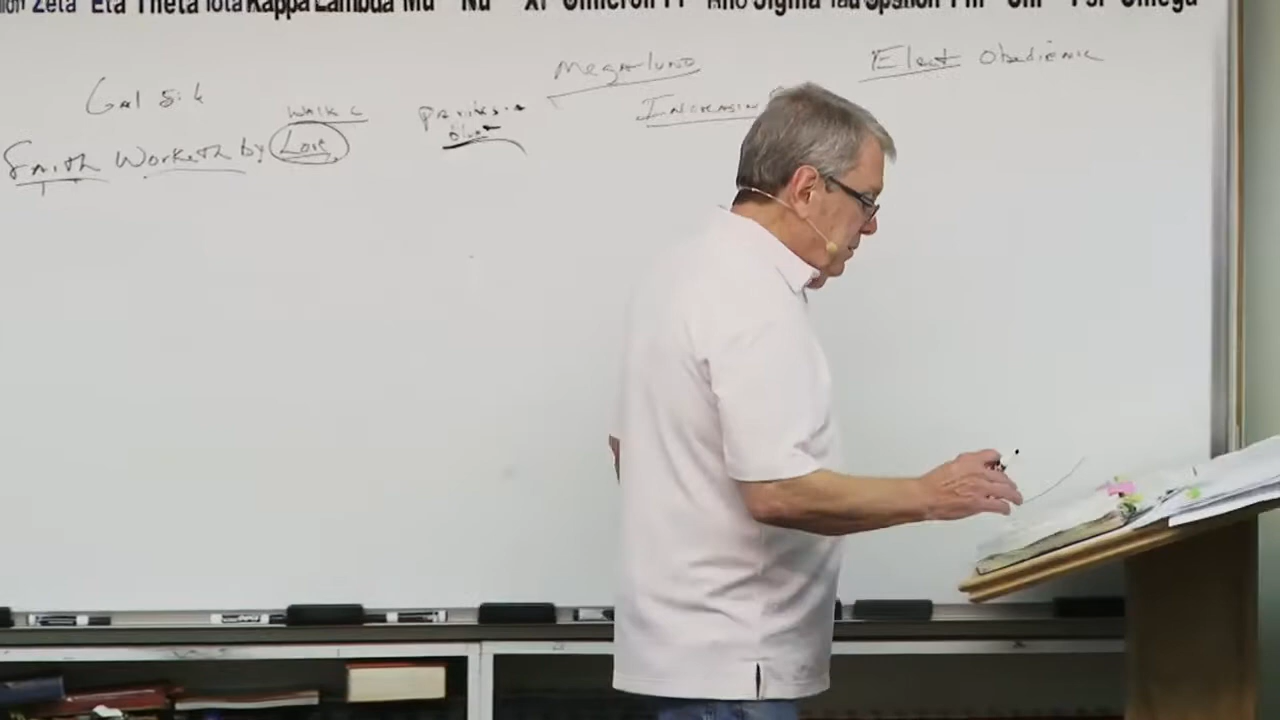 Zeta Eta Theta Iota Kappa Lambda Mu Nu Xi Omicron Pi Rho Sigma Tau Upsilon Phi Chi Psi Omega
Gal 5:6
Walk
Faith Worketh by Love
Increasing
Elect Obedience